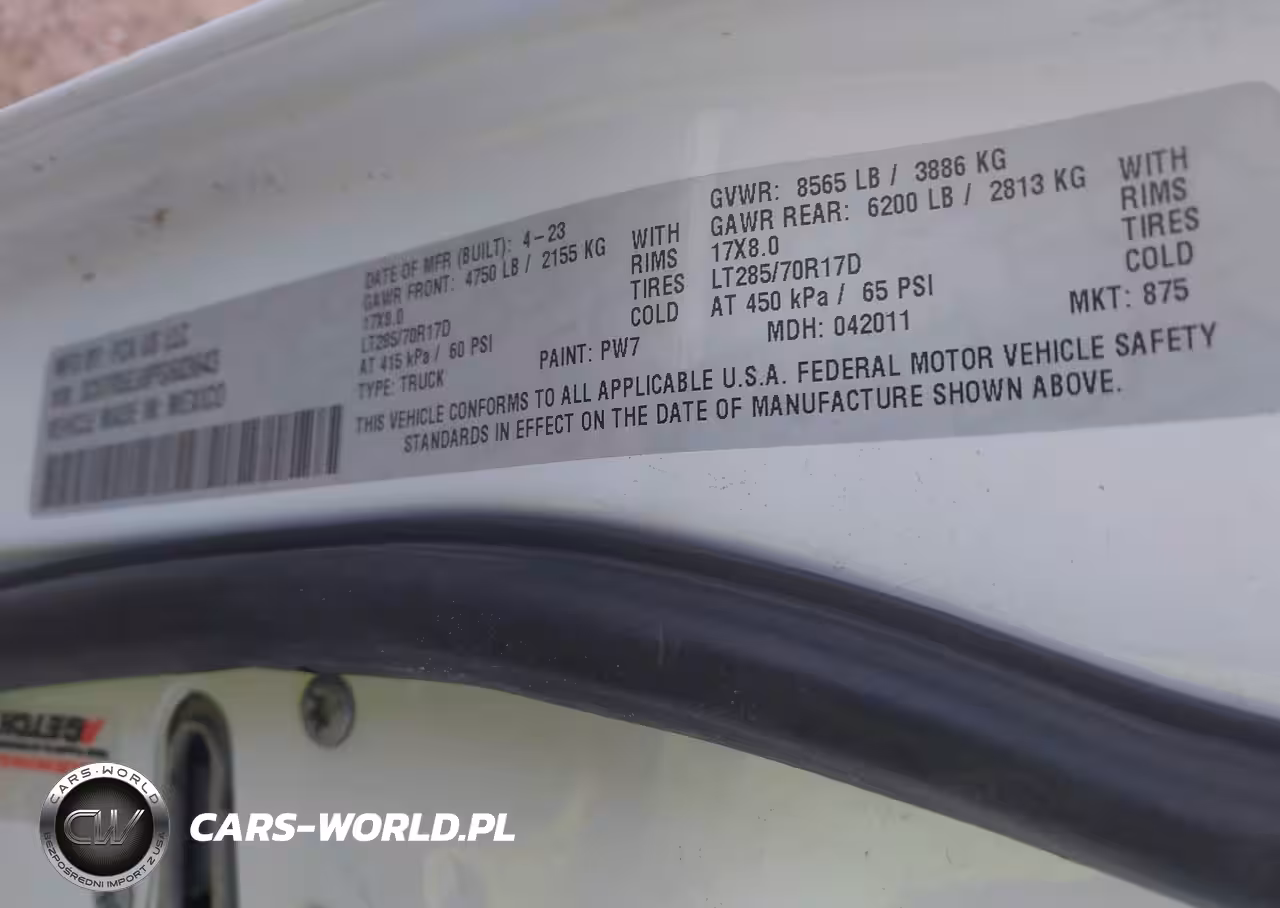 MFD BY: FCA US LLC
VEHICLE MADE IN: MEXICO
DATE OF MFR (BUILT): 4-23
GAWR FRONT: 4750 LB / 2155 KG
17X8.0
LT285/70R17D
AT 415 kPa / 60 PSI
TYPE: TRUCK
PAINT: PW7
WITH
RIMS
TIRES
COLD
GVWR: 8565 LB / 3886 KG
GAWR REAR: 6200 LB / 2813 KG
17X8.0
LT285/70R17D
AT 450 kPa / 65 PSI
MDH: 042011
WITH
RIMS
TIRES
COLD
MKT: 875
THIS VEHICLE CONFORMS TO ALL APPLICABLE U.S.A. FEDERAL MOTOR VEHICLE SAFETY
STANDARDS IN EFFECT ON THE DATE OF MANUFACTURE SHOWN ABOVE.
CARS-WORLD
CW
BEZPOŚREDNI IMPORT Z USA
CARS-WORLD.PL